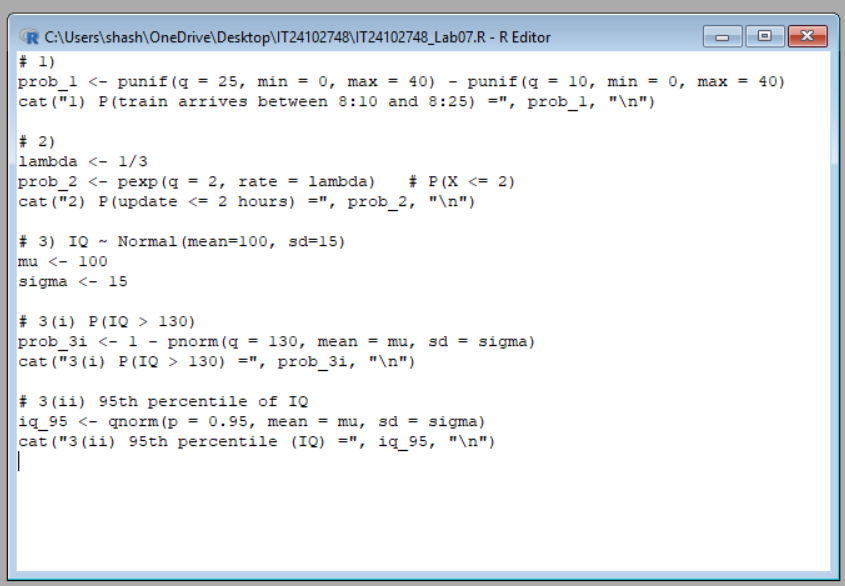 C:\Users\shash\OneDrive\Desktop\IT24102748\IT24102748_Lab07.R - R Editor
# 1)
prob_1 <- punif(q = 25, min = 0, max = 40) - punif(q = 10, min = 0, max = 40)
cat("1) P(train arrives between 8:10 and 8:25) =", prob_1, "\n")
# 2)
lambda <- 1/3
prob_2 <- pexp(q = 2, rate = lambda)   # P(X <= 2)
cat("2) P(update <= 2 hours) =", prob_2, "\n")
# 3) IQ ~ Normal(mean=100, sd=15)
mu <- 100
sigma <- 15
# 3(i) P(IQ > 130)
prob_3i <- 1 - pnorm(q = 130, mean = mu, sd = sigma)
cat("3(i) P(IQ > 130) =", prob_3i, "\n")
# 3(ii) 95th percentile of IQ
iq_95 <- qnorm(p = 0.95, mean = mu, sd = sigma)
cat("3(ii) 95th percentile (IQ) =", iq_95, "\n")